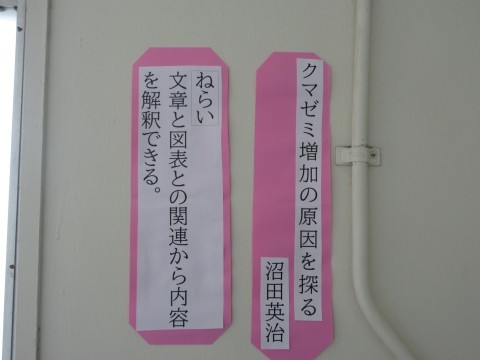 クマゼミ増加の原因を探る
沼田英治
ねらい
文章と図表との関連から内容
を解釈できる。